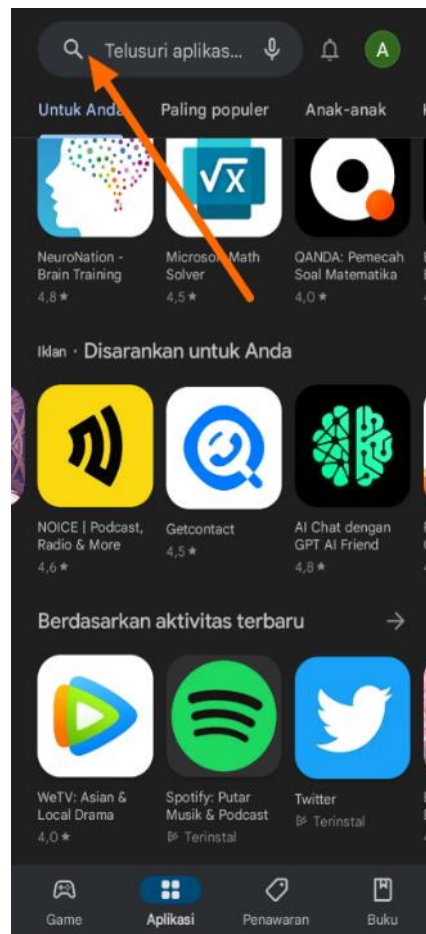 Telusuri aplikas...
A
Untuk Anda
Paling populer
Anak-anak
√x
NeuroNation -
Brain Training
4,8★
Microsoft Math
Solver
4,5★
QANDA: Pemecah
Soal Matematika
4,0★
Iklan · Disarankan untuk Anda
NOICE | Podcast,
Radio & More
4,6★
Getcontact
4,5★
AI Chat dengan
GPT AI Friend
4,8★
Berdasarkan aktivitas terbaru
WeTV: Asian &
Local Drama
4,0★
Spotify: Putar
Musik & Podcast
Terinstal
Twitter
Terinstal
Game
Aplikasi
Penawaran
Buku